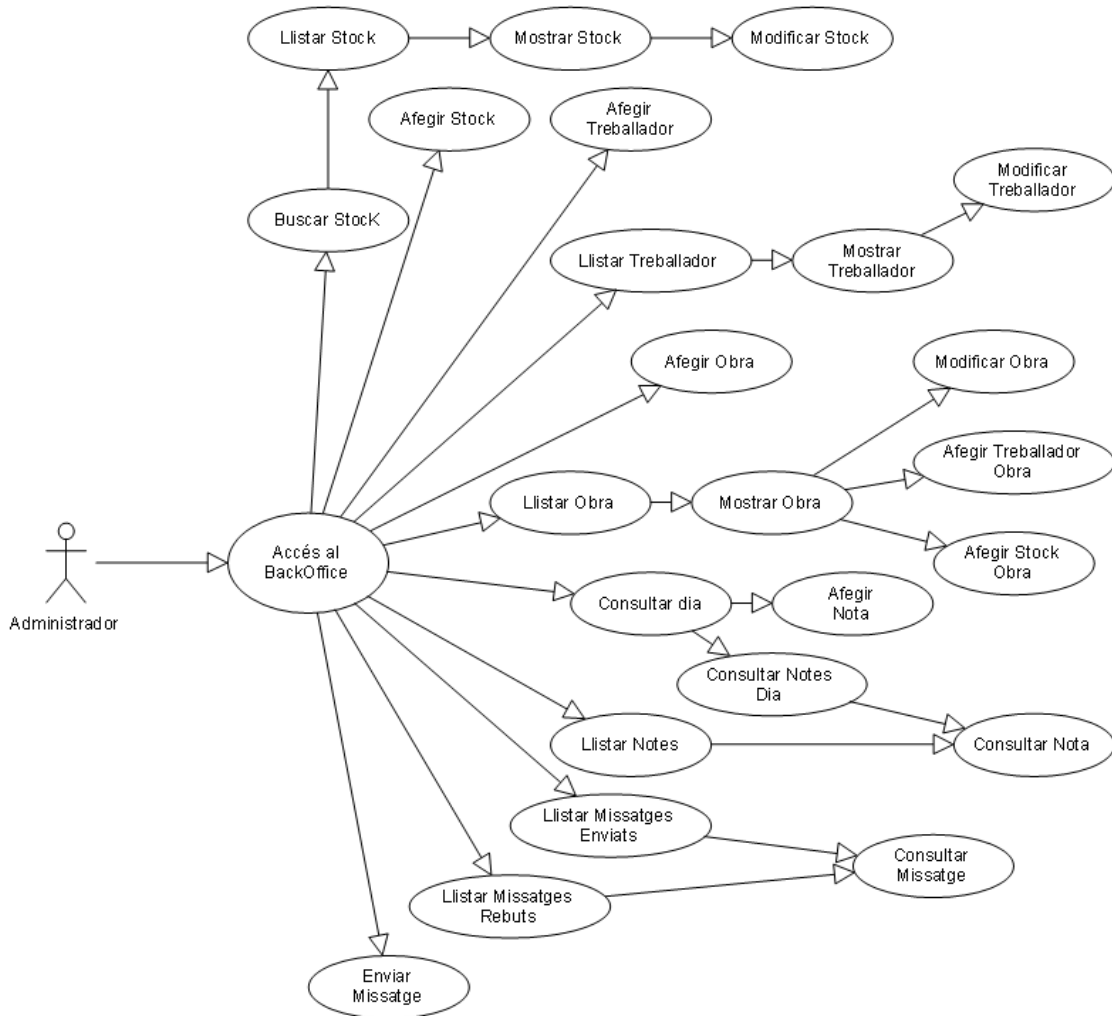 Llistar Stock
Mostrar Stock
Modificar Stock
Afegir Stock
Afegir
Treballador
Modificar
Treballador
Buscar StocK
Llistar Treballador
Mostrar
Treballador
Afegir Obra
Modificar Obra
Afegir Treballador
Obra
Llistar Obra
Mostrar Obra
Accés al
BackOffice
Afegir Stock
Obra
Administrador
Consultar dia
Afegir
Nota
Consultar Notes
Dia
Llistar Notes
Consultar Nota
Llistar Missatges
Enviats
Consultar
Missatge
Llistar Missatges
Rebuts
Enviar
Missatge